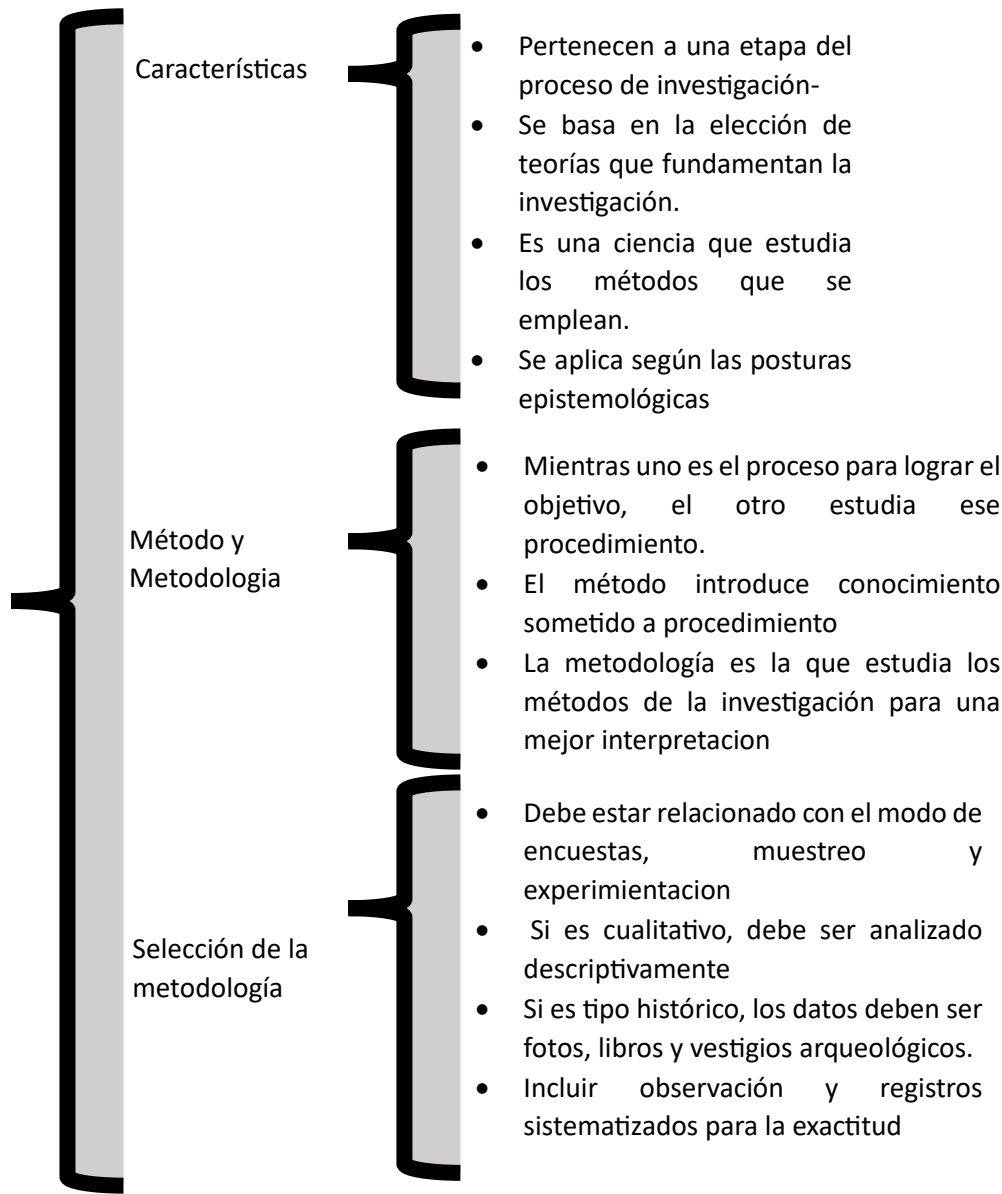 Características
• Pertenecen a una etapa del
proceso de investigación-
• Se basa en la elección de
teorías que fundamentan la
investigación.
• Es una ciencia que estudia
los métodos que se
emplean.
• Se aplica según las posturas
epistemológicas
Método y
Metodologia
• Mientras uno es el proceso para lograr el
objetivo, el otro estudia ese
procedimiento.
• El método introduce conocimiento
sometido a procedimiento
• La metodología es la que estudia los
métodos de la investigación para una
mejor interpretacion
Selección de la
metodología
• Debe estar relacionado con el modo de
encuestas, muestreo y
experimientacion
• Si es cualitativo, debe ser analizado
descriptivamente
• Si es tipo histórico, los datos deben ser
fotos, libros y vestigios arqueológicos.
• Incluir observación y registros
sistematizados para la exactitud